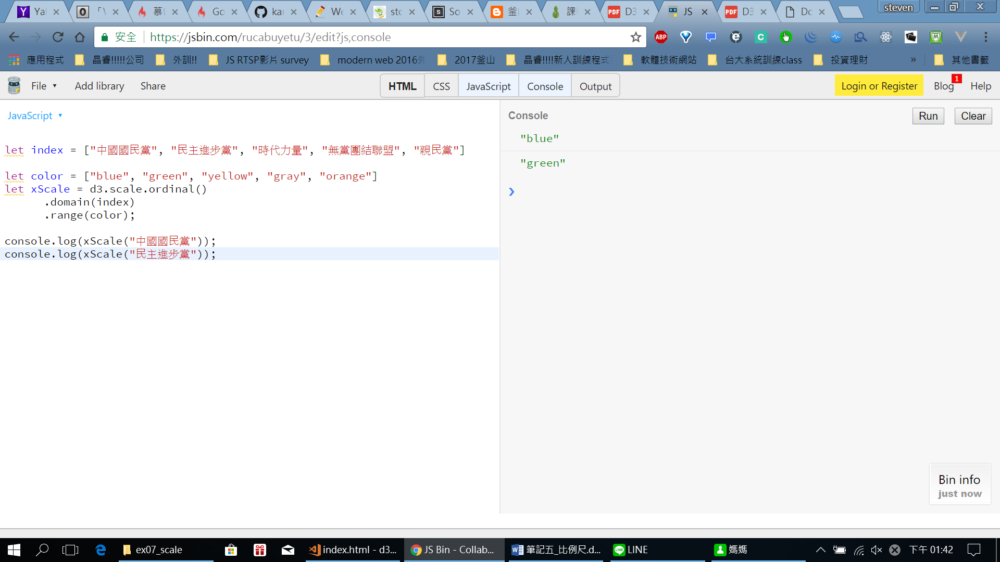 Yal
「V
慕
Go
kar
We
sto
So
釜
課
D3
JS
D3
Do
steven
安全
https://jsbin.com/rucabuyetu/3/edit?js,console
ABP
應用程式
晶睿!!!!!公司
外訓!!
JS RTSP影片 survey
modern web 2016外
2017釜山
晶睿!!!!新人訓練程式
軟體技術網站
台大系統訓練class
投資理財
»
其他書籤
File
Add library
Share
HTML
CSS
JavaScript
Console
Output
Login or Register
Blog
1
Help
JavaScript
Console
Run
Clear
let index = ["中國國民黨", "民主進步黨", "時代力量", "無黨團結聯盟", "親民黨"]
let color = ["blue", "green", "yellow", "gray", "orange"]
let xScale = d3.scale.ordinal()
.domain(index)
.range(color);
console.log(xScale("中國國民黨"));
console.log(xScale("民主進步黨"));
"blue"
"green"
Bin info
just now
ex07_scale
index.html - d3...
JS Bin - Collab...
筆記五_比例尺.d...
LINE
媽媽
下午 01:42